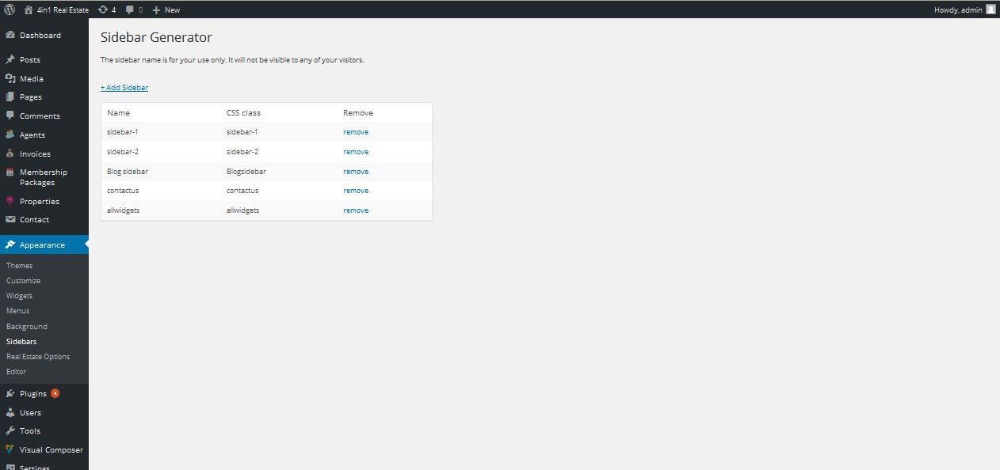 4in1 Real Estate 4 0 New Howdy, admin
Dashboard
Posts
Media
Pages
Comments
Agents
Invoices
Membership
Packages
Properties
Contact
Appearance
Themes
Customize
Widgets
Menus
Background
Sidebars
Real Estate Options
Editor
Plugins 4
Users
Tools
Visual Composer
Settings
Sidebar Generator
The sidebar name is for your use only. It will not be visible to any of your visitors.
+ Add Sidebar
Name CSS class Remove
sidebar-1 sidebar-1 remove
sidebar-2 sidebar-2 remove
Blog sidebar Blogsidebar remove
contactus contactus remove
allwidgets allwidgets remove